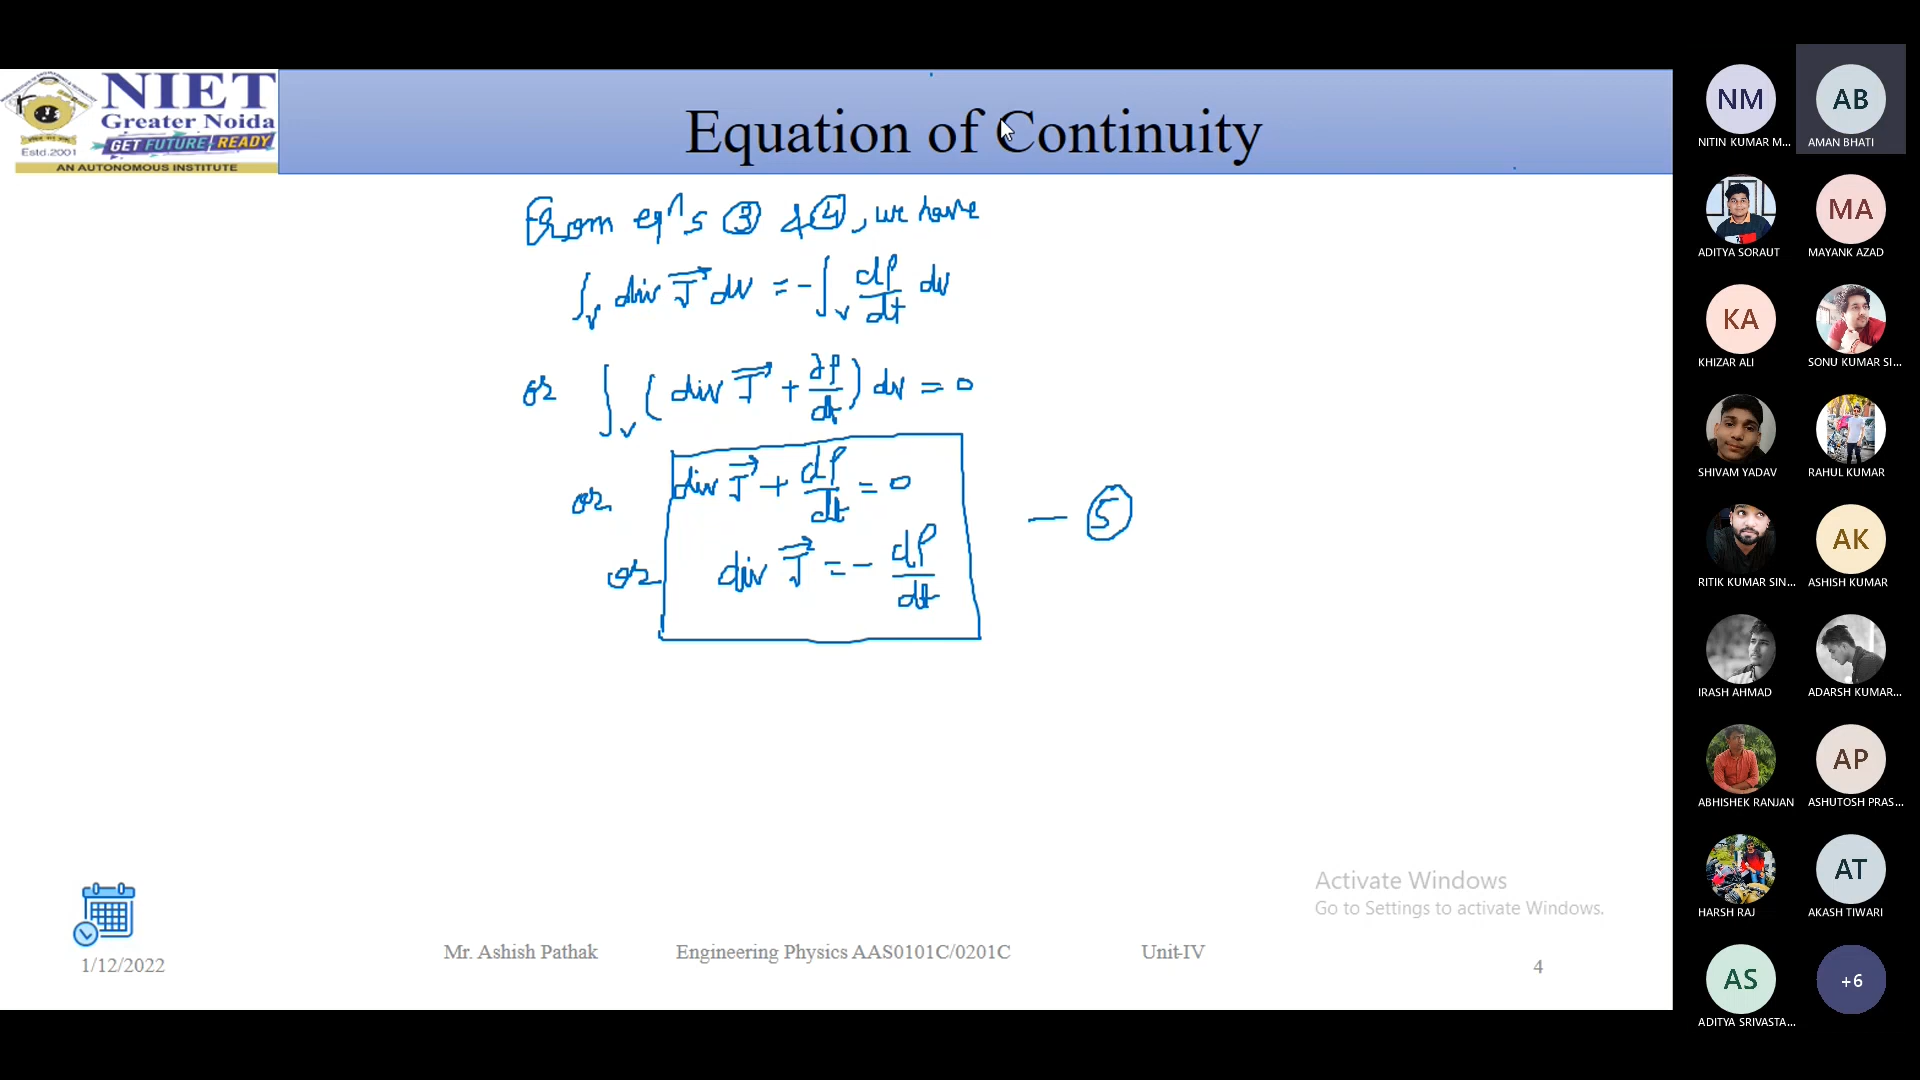 NIET
Greater Noida
GET FUTURE READY
Estd.2001
AN AUTONOMOUS INSTITUTE
Equation of Continuity
From eqⁿs ③ & ④, we have
∫_V div J⃗ dv = - ∫_V dρ/dt dv
or ∫_V ( div J⃗ + ∂ρ/dt ) dv = 0
or div J⃗ + dρ/dt = 0
— ⑤
or div J⃗ = - dρ/dt
Activate Windows
Go to Settings to activate Windows.
1/12/2022
Mr. Ashish Pathak
Engineering Physics AAS0101C/0201C
Unit-IV
4
NM
NITIN KUMAR M...
AB
AMAN BHATI
ADITYA SORAUT
MA
MAYANK AZAD
KA
KHIZAR ALI
SONU KUMAR SI...
SHIVAM YADAV
RAHUL KUMAR
RITIK KUMAR SIN...
AK
ASHISH KUMAR
IRASH AHMAD
ADARSH KUMAR...
ABHISHEK RANJAN
AP
ASHUTOSH PRAS...
HARSH RAJ
AT
AKASH TIWARI
AS
ADITYA SRIVASTA...
+6